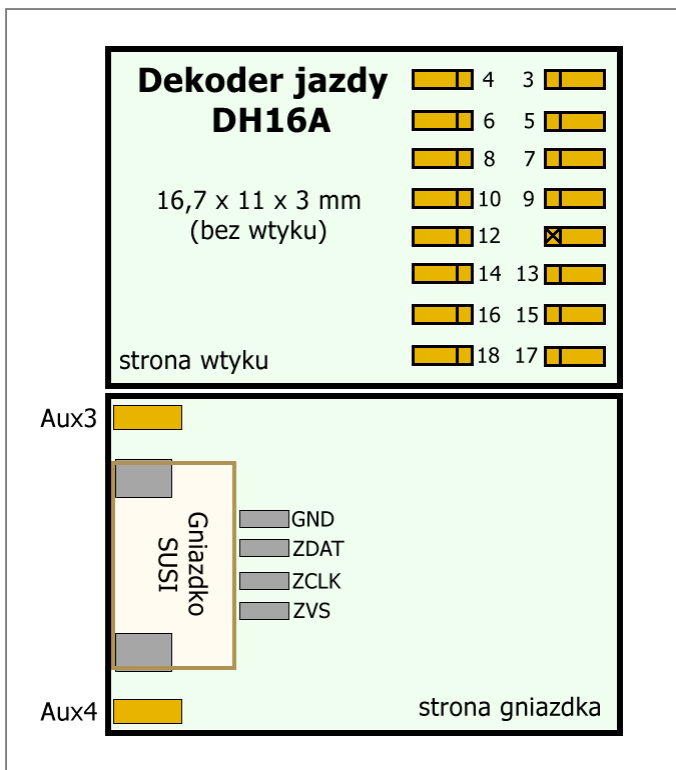 Dekoder jazdy
DH16A
16,7 x 11 x 3 mm
(bez wtyku)
4 3
6 5
8 7
10 9
12
14 13
16 15
18 17
strona wtyku
Aux3
Gniazdko
SUSI
GND
ZDAT
ZCLK
ZVS
Aux4
strona gniazdka